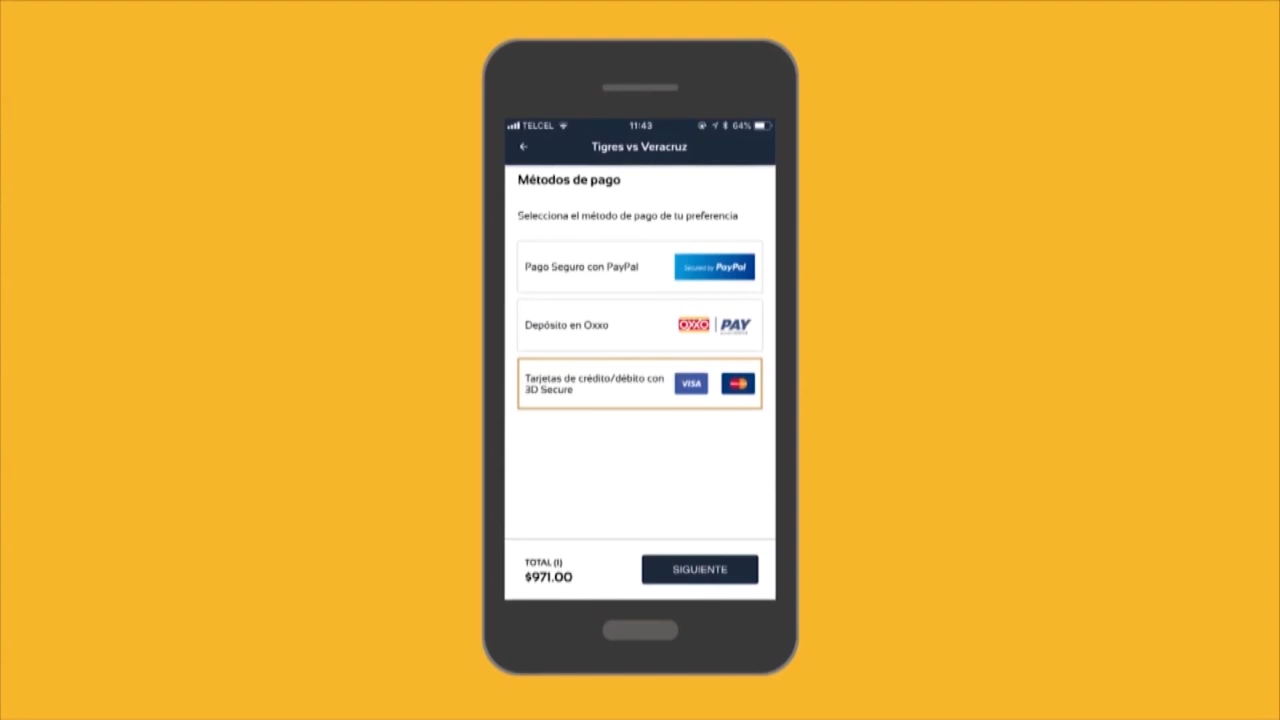 TELCEL 11:43 64%
Tigres vs Veracruz
Métodos de pago
Selecciona el método de pago de tu preferencia
Pago Seguro con PayPal
Secured by PayPal
Depósito en Oxxo
OXXO PAY
Tarjetas de crédito/débito con
3D Secure
VISA
TOTAL (1)
$971.00
SIGUIENTE